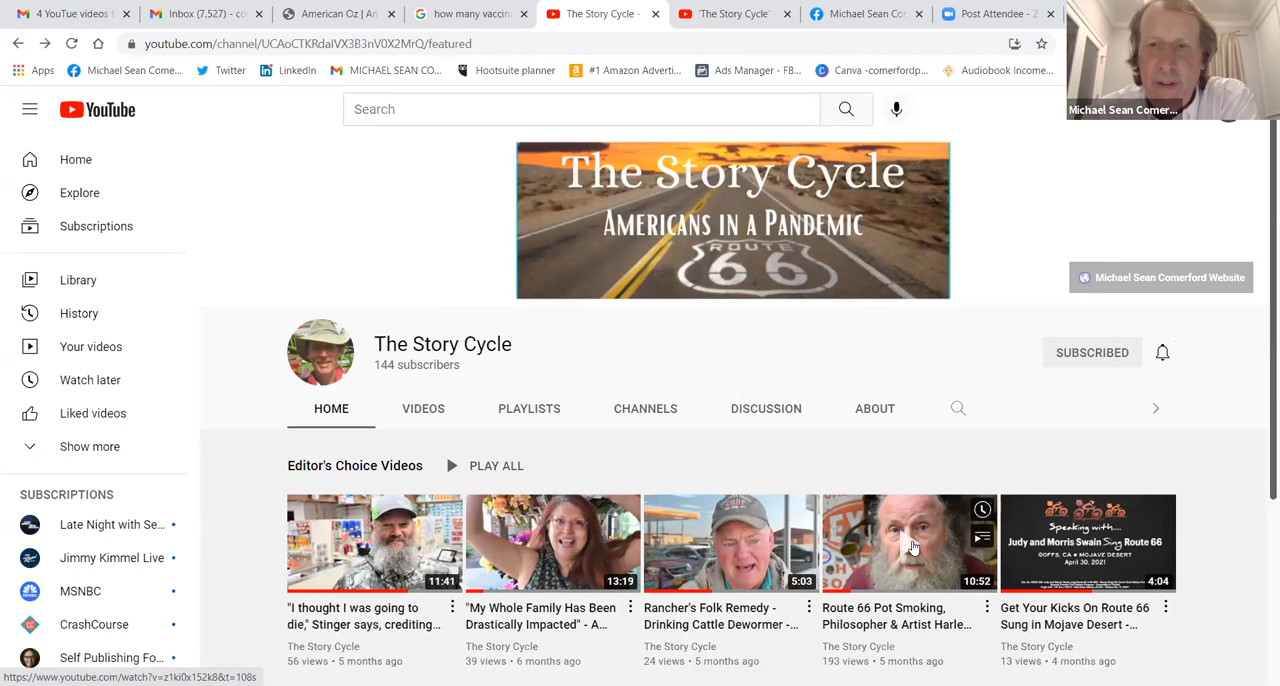 4 YouTue videos f
Inbox (7,527) - co
American Oz | An
how many vaccina
The Story Cycle -
'The Story Cycle' -
Michael Sean Com
Post Attendee - Z
youtube.com/channel/UCAoCTKRdaIVX3B3nV0X2MrQ/featured
Apps
Michael Sean Come...
Twitter
LinkedIn
MICHAEL SEAN CO...
Hootsuite planner
#1 Amazon Adverti...
Ads Manager - FB...
Canva -comerfordp...
Audiobook Income...
Michael Sean Comer...
YouTube
Search
Home
Explore
Subscriptions
Library
History
Your videos
Watch later
Liked videos
Show more
SUBSCRIPTIONS
Late Night with Se...
Jimmy Kimmel Live
MSNBC
CrashCourse
Self Publishing Fo...
The Story Cycle
Americans in a Pandemic
ROUTE
66
Michael Sean Comerford Website
The Story Cycle
144 subscribers
SUBSCRIBED
HOME
VIDEOS
PLAYLISTS
CHANNELS
DISCUSSION
ABOUT
Editor's Choice Videos
PLAY ALL
11:41
"I thought I was going to
die," Stinger says, crediting...
The Story Cycle
56 views • 5 months ago
13:19
"My Whole Family Has Been
Drastically Impacted" - A...
The Story Cycle
39 views • 6 months ago
5:03
Rancher's Folk Remedy -
Drinking Cattle Dewormer -...
The Story Cycle
24 views • 5 months ago
10:52
Route 66 Pot Smoking,
Philosopher & Artist Harle...
The Story Cycle
193 views • 5 months ago
Speaking with....
Judy and Morris Swain Sing Route 66
GOFFS, CA • MOJAVE DESERT
April 30, 2021
4:04
Get Your Kicks On Route 66
Sung in Mojave Desert -...
The Story Cycle
13 views • 4 months ago
https://www.youtube.com/watch?v=z1ki0x152k8&t=108s